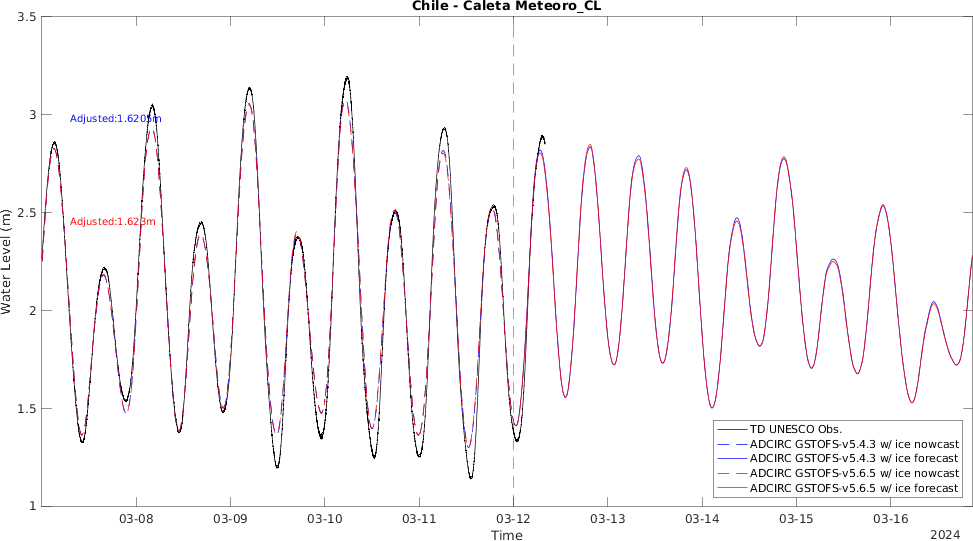 Chile - Caleta Meteoro_CL
3.5
3
2.5
2
1.5
1
Water Level (m)
Adjusted:1.6205m
Adjusted:1.623m
TD UNESCO Obs.
ADCIRC GSTOFS-v5.4.3 w/ ice nowcast
ADCIRC GSTOFS-v5.4.3 w/ ice forecast
ADCIRC GSTOFS-v5.6.5 w/ ice nowcast
ADCIRC GSTOFS-v5.6.5 w/ ice forecast
03-08 03-09 03-10 03-11 03-12 03-13 03-14 03-15 03-16
Time
2024